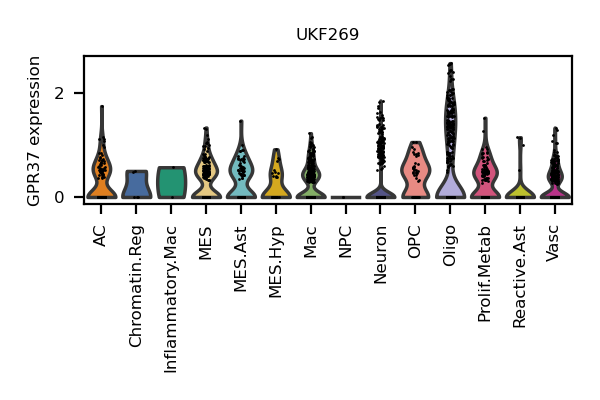 UKF269
GPR37 expression
2
0
AC
Chromatin.Reg
Inflammatory.Mac
MES
MES.Ast
MES.Hyp
Mac
NPC
Neuron
OPC
Oligo
Prolif.Metab
Reactive.Ast
Vasc